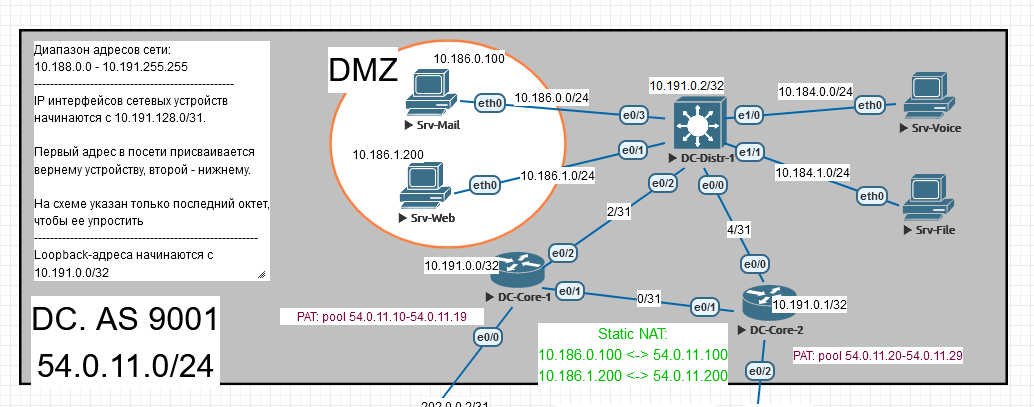 Диапазон адресов сети:
10.188.0.0 - 10.191.255.255
IP интерфейсов сетевых устройств
начинаются с 10.191.128.0/31.
Первый адрес в посети присваивается
вернему устройству, второй - нижнему.
На схеме указан только последний октет,
чтобы ее упростить
Loopback-адреса начинаются с
10.191.0.0/32
DC. AS 9001
54.0.11.0/24
DMZ
10.186.0.100
eth0
10.186.0.0/24
Srv-Mail
10.186.1.200
eth0
10.186.1.0/24
Srv-Web
10.191.0.2/32
e0/3
e0/1
e0/2
e0/0
e1/0
e1/1
DC-Distr-1
10.184.0.0/24
eth0
Srv-Voice
10.184.1.0/24
eth0
Srv-File
2/31
4/31
e0/2
10.191.0.0/32
e0/1
DC-Core-1
0/31
e0/0
e0/1
10.191.0.1/32
DC-Core-2
PAT: pool 54.0.11.10-54.0.11.19
e0/0
Static NAT:
10.186.0.100 <-> 54.0.11.100
10.186.1.200 <-> 54.0.11.200
PAT: pool 54.0.11.20-54.0.11.29
e0/2
202.0.0.2/31